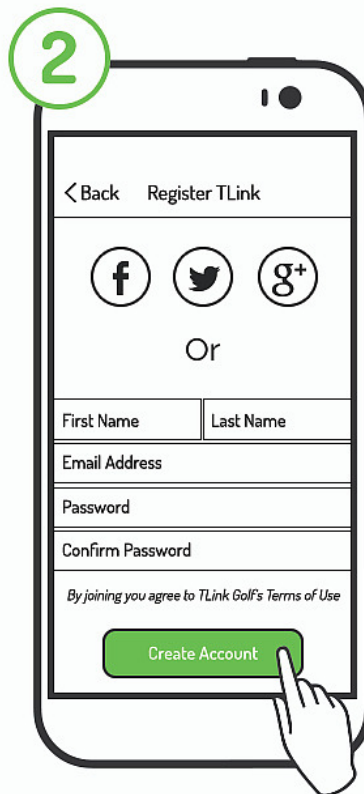 2
< Back Register TLink
f g+
Or
First Name Last Name
Email Address
Password
Confirm Password
By joining you agree to TLink Golf's Terms of Use
Create Account